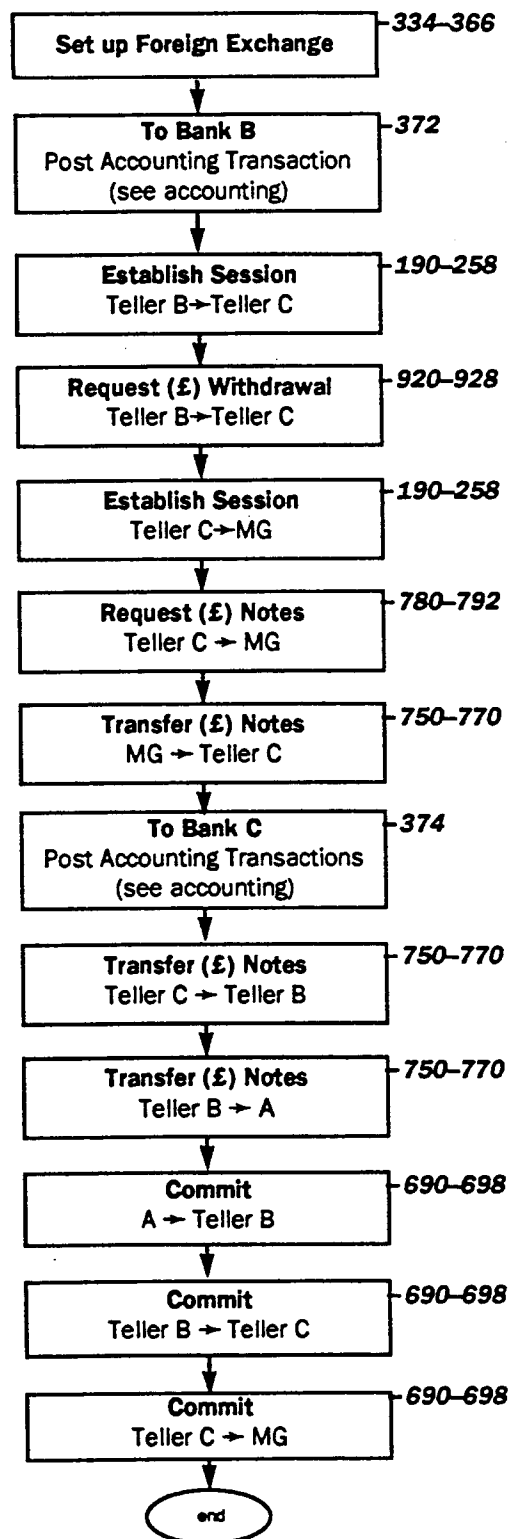 Set up Foreign Exchange
334–366
To Bank B
372
Post Accounting Transaction
(see accounting)
Establish Session
190–258
Teller B→Teller C
Request (£) Withdrawal
920–928
Teller B→Teller C
Establish Session
190–258
Teller C→MG
Request (£) Notes
780–792
Teller C → MG
Transfer (£) Notes
750–770
MG → Teller C
To Bank C
374
Post Accounting Transactions
(see accounting)
Transfer (£) Notes
750–770
Teller C → Teller B
Transfer (£) Notes
750–770
Teller B → A
Commit
690–698
A → Teller B
Commit
690–698
Teller B → Teller C
Commit
690–698
Teller C → MG
end